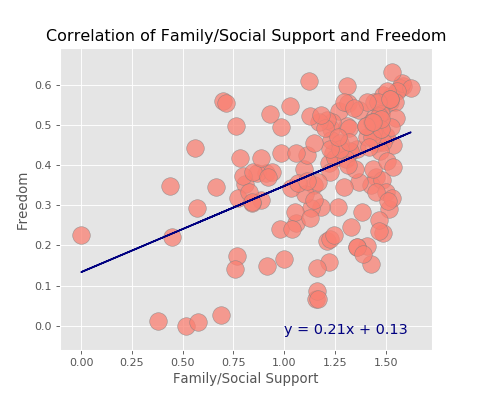 Correlation of Family/Social Support and Freedom
Freedom
0.6
0.5
0.4
0.3
0.2
0.1
0.0
y = 0.21x + 0.13
0.00 0.25 0.50 0.75 1.00 1.25 1.50
Family/Social Support